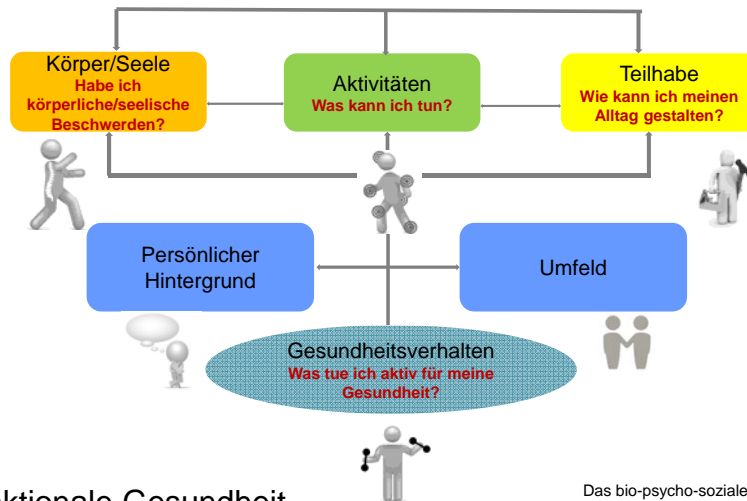 Körper/Seele
Habe ich
körperliche/seelische
Beschwerden?
Aktivitäten
Was kann ich tun?
Teilhabe
Wie kann ich meinen
Alltag gestalten?
Persönlicher
Hintergrund
Umfeld
Gesundheitsverhalten
Was tue ich aktiv für meine
Gesundheit?
Gesundheit
Das bio-psycho-soziale